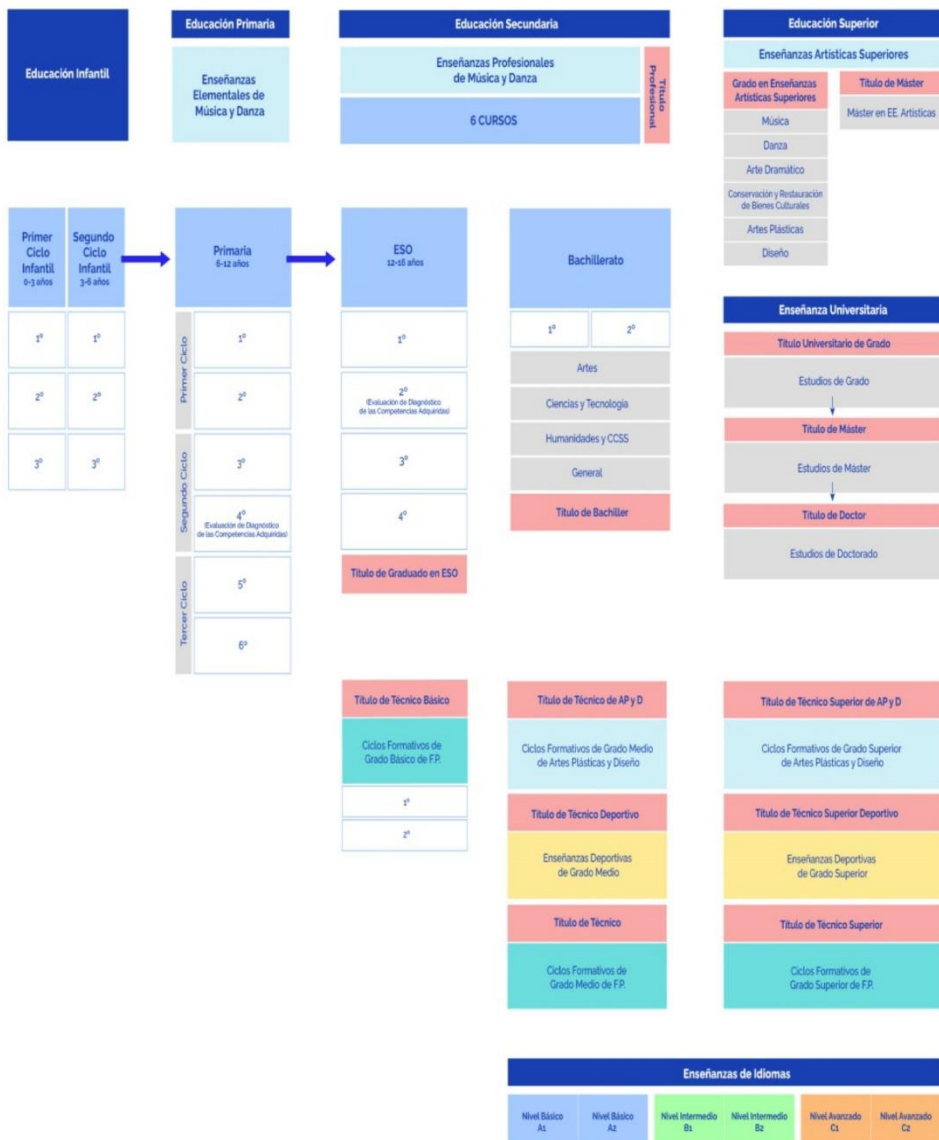 Educación Infantil
Educación Primaria
Enseñanzas
Elementales de
Música y Danza
Educación Secundaria
Enseñanzas Profesionales
de Música y Danza
6 CURSOS
Título
Profesional
Educación Superior
Enseñanzas Artísticas Superiores
Grado en Enseñanzas
Artísticas Superiores
Música
Danza
Arte Dramático
Conservación y Restauración
de Bienes Culturales
Artes Plásticas
Diseño
Título de Máster
Máster en EE. Artísticas
Primer
Ciclo
Infantil
0-3 años
1º
2º
3º
Segundo
Ciclo
Infantil
3-6 años
1º
2º
3º
Primaria
6-12 años
Primer Ciclo
1º
2º
Segundo Ciclo
3º
4º
(Evaluación de Diagnóstico
de las Competencias Adquiridas)
Tercer Ciclo
5º
6º
ESO
12-16 años
1º
2º
(Evaluación de Diagnóstico
de las Competencias Adquiridas)
3º
4º
Título de Graduado en ESO
Bachillerato
1º 2º
Artes
Ciencias y Tecnología
Humanidades y CCSS
General
Título de Bachiller
Enseñanza Universitaria
Título Universitario de Grado
Estudios de Grado
Título de Máster
Estudios de Máster
Título de Doctor
Estudios de Doctorado
Título de Técnico Básico
Ciclos Formativos de
Grado Básico de F.P.
1º
2º
Título de Técnico de AP y D
Ciclos Formativos de Grado Medio
de Artes Plásticas y Diseño
Título de Técnico Deportivo
Enseñanzas Deportivas
de Grado Medio
Título de Técnico
Ciclos Formativos de
Grado Medio de F.P.
Título de Técnico Superior de AP y D
Ciclos Formativos de Grado Superior
de Artes Plásticas y Diseño
Título de Técnico Superior Deportivo
Enseñanzas Deportivas
de Grado Superior
Título de Técnico Superior
Ciclos Formativos de
Grado Superior de F.P.
Enseñanzas de Idiomas
Nivel Básico
A1
Nivel Básico
A2
Nivel Intermedio
B1
Nivel Intermedio
B2
Nivel Avanzado
C1
Nivel Avanzado
C2